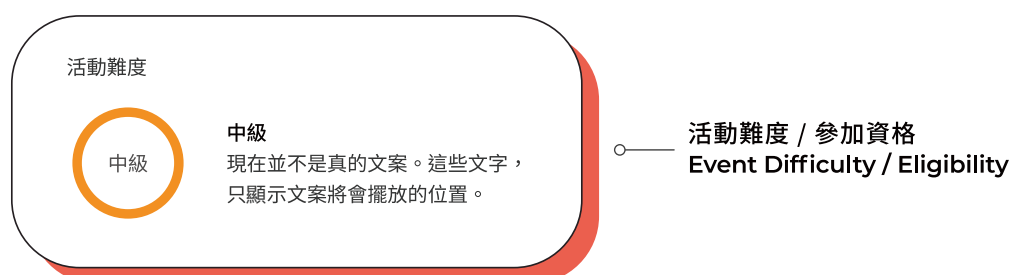 活動難度
中級
中級
現在並不是真的文案。這些文字，
只顯示文案將會擺放的位置。
活動難度 / 參加資格
Event Difficulty / Eligibility